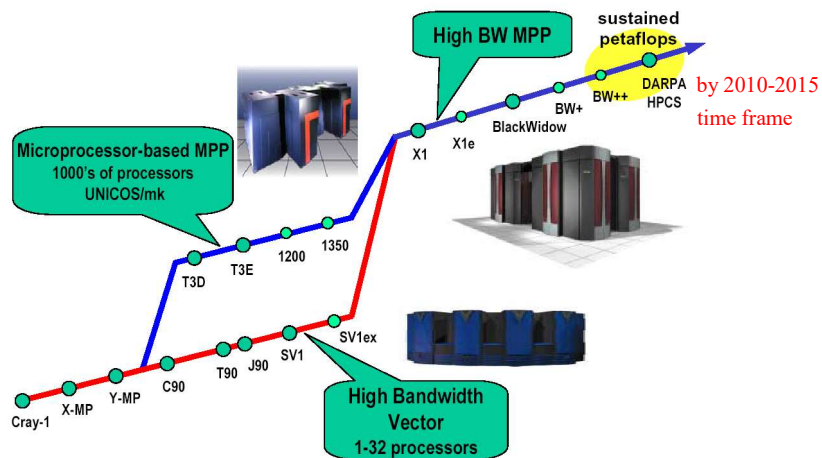 sustained
petaflops
High BW MPP
DARPA
HPCS
BW++
BW+
BlackWidow
X1e
X1
by 2010-2015
time frame
Microprocessor-based MPP
1000's of processors
UNICOS/mk
T3D
T3E
1200
1350
Cray-1
X-MP
Y-MP
C90
T90
J90
SV1
SV1ex
High Bandwidth
Vector
1-32 processors